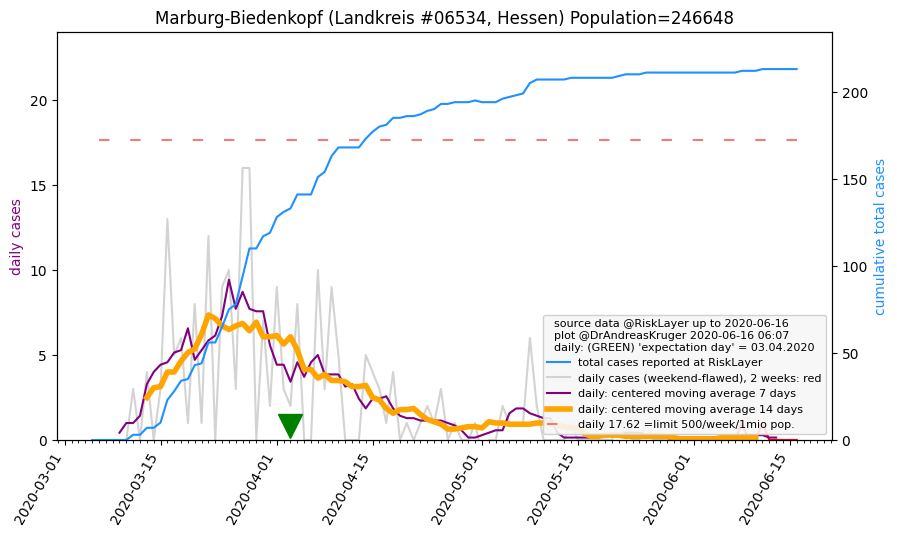 Marburg-Biedenkopf (Landkreis #06534, Hessen) Population=246648
daily cases
20
15
10
5
0
cumulative total cases
200
150
100
50
0
source data @RiskLayer up to 2020-06-16
plot @DrAndreasKruger 2020-06-16 06:07
daily: (GREEN) 'expectation day' = 03.04.2020
total cases reported at RiskLayer
daily cases (weekend-flawed), 2 weeks: red
daily: centered moving average 7 days
daily: centered moving average 14 days
daily 17.62 =limit 500/week/1mio pop.
2020-03-01
2020-03-15
2020-04-01
2020-04-15
2020-05-01
2020-05-15
2020-06-01
2020-06-15